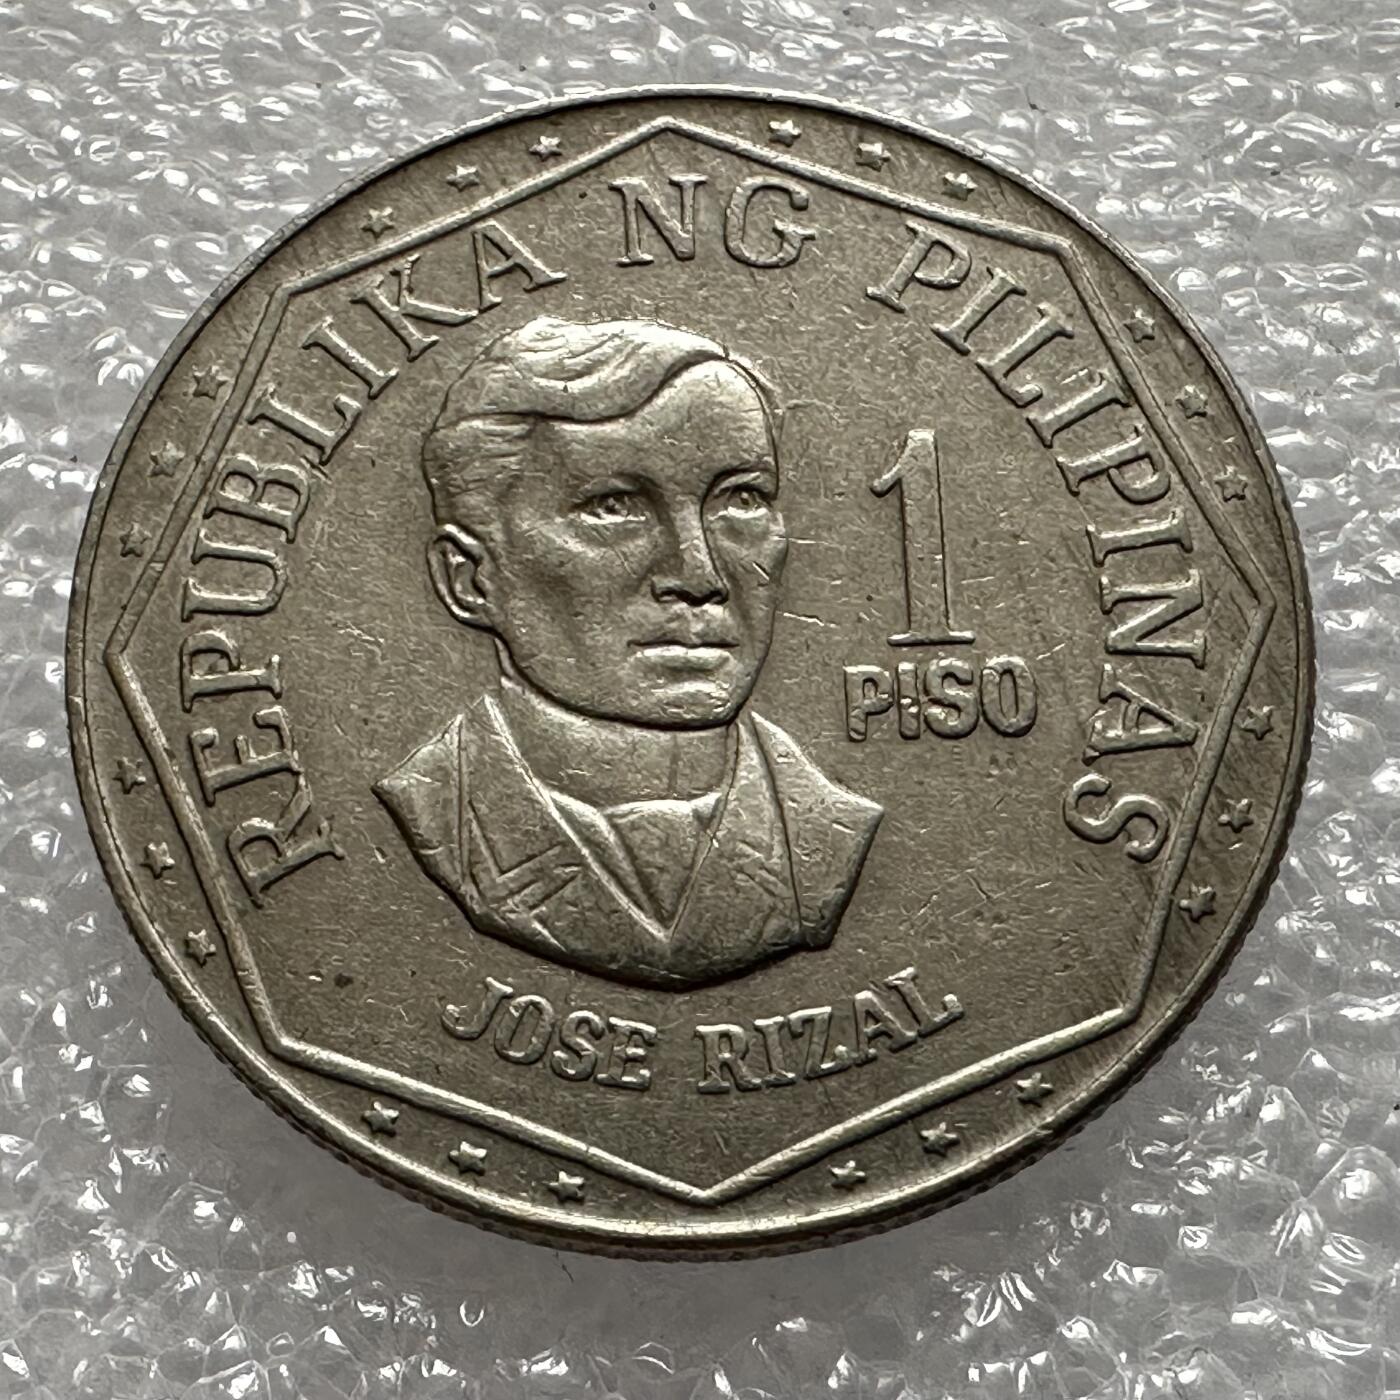 REPUBLIKA NG PILIPINAS
1
PISO
JOSE RIZAL